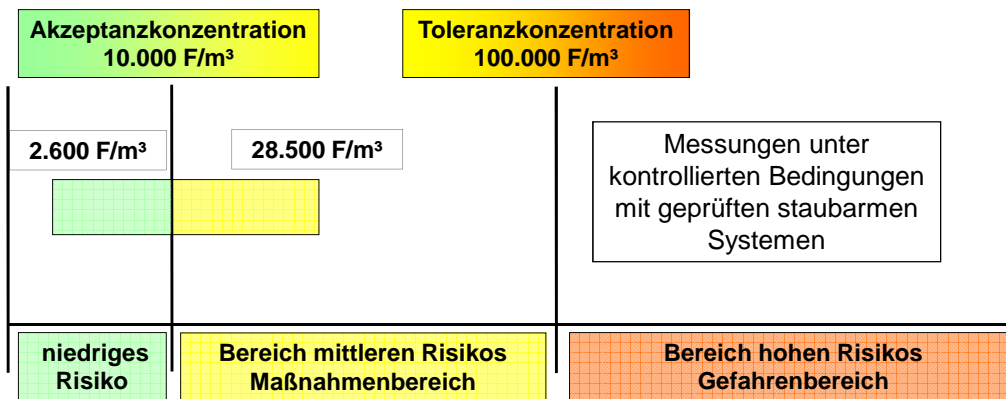 Akzeptanzkonzentration
10.000 F/m³
Toleranzkonzentration
100.000 F/m³
2.600 F/m³
28.500 F/m³
Messungen unter
kontrollierten Bedingungen
mit geprüften staubarmen
Systemen
niedriges
Risiko
Bereich mittleren Risikos
Maßnahmenbereich
Bereich hohen Risikos
Gefahrenbereich